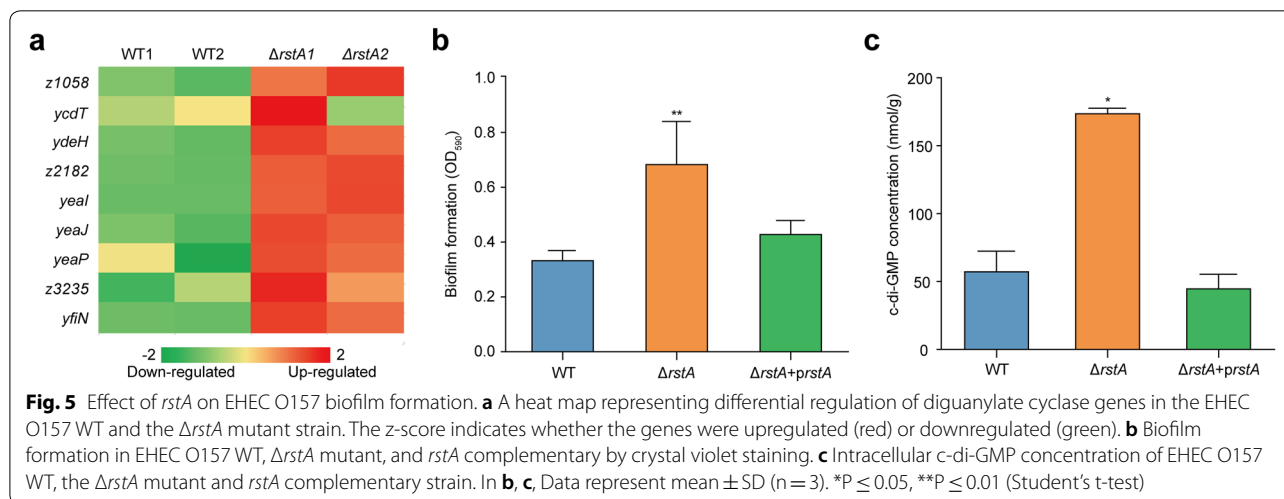 a
WT1 WT2 ΔrstA1 ΔrstA2
z1058
ycdT
ydeH
z2182
yeaI
yeaJ
yeaP
z3235
yfiN
-2 2
Down-regulated Up-regulated
b
Biofilm formation (OD590)
1.0
0.8
0.6
0.4
0.2
0.0
**
WT ΔrstA ΔrstA+prstA
c
c-di-GMP concentration (nmol/g)
200
150
100
50
0
*
WT ΔrstA ΔrstA+prstA
Fig. 5 Effect of rstA on EHEC O157 biofilm formation. a A heat map representing differential regulation of diguanylate cyclase genes in the EHEC
O157 WT and the ΔrstA mutant strain. The z-score indicates whether the genes were upregulated (red) or downregulated (green). b Biofilm
formation in EHEC O157 WT, ΔrstA mutant, and rstA complementary by crystal violet staining. c Intracellular c-di-GMP concentration of EHEC O157
WT, the ΔrstA mutant and rstA complementary strain. In b, c, Data represent mean ± SD (n = 3). *P ≤ 0.05, **P ≤ 0.01 (Student's t-test)